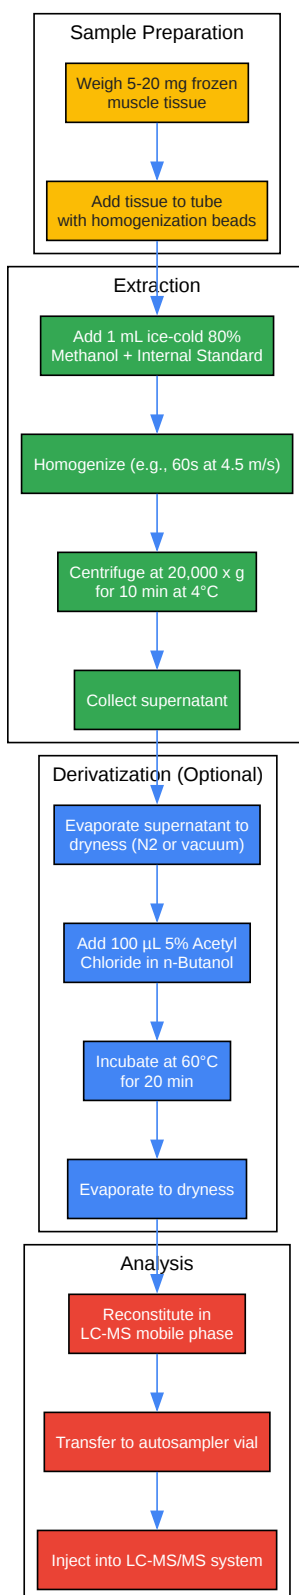 Sample Preparation
Weigh 5-20 mg frozen
muscle tissue
Add tissue to tube
with homogenization beads
Extraction
Add 1 mL ice-cold 80%
Methanol + Internal Standard
Homogenize (e.g., 60s at 4.5 m/s)
Centrifuge at 20,000 x g
for 10 min at 4°C
Collect supernatant
Derivatization (Optional)
Evaporate supernatant to
dryness (N2 or vacuum)
Add 100 µL 5% Acetyl
Chloride in n-Butanol
Incubate at 60°C
for 20 min
Evaporate to dryness
Analysis
Reconstitute in
LC-MS mobile phase
Transfer to autosampler vial
Inject into LC-MS/MS system